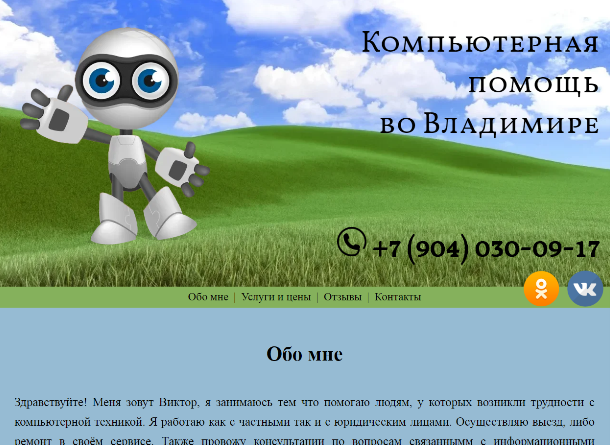 Компьютерная
помощь
во Владимире
+7 (904) 030-09-17
Обо мне | Услуги и цены | Отзывы | Контакты
Обо мне
Здравствуйте! Меня зовут Виктор, я занимаюсь тем что помогаю людям, у которых возникли трудности с
компьютерной техникой. Я работаю как с частными так и с юридическим лицами. Осуществляю выезд, либо
ремонт в своём сервисе. Также провожу консультации по вопросам связанным с информационными